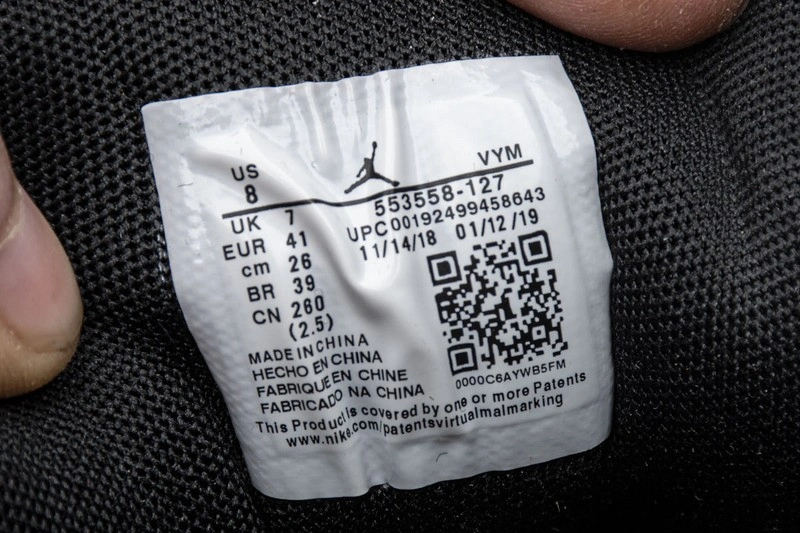 US
8
VYM
UK 7
EUR 41
cm 26
BR 39
CN 260
(2.5)
553558-127
UPC00192499458643
11/14/18 01/12/19
MADE IN CHINA
HECHO EN CHINA
FABRIQUE EN CHINE
FABRICADO NA CHINA
0000C6AYWB5FM
This Product is covered by one or more Patents
www.nike.com/patentsvirtualmalmarking